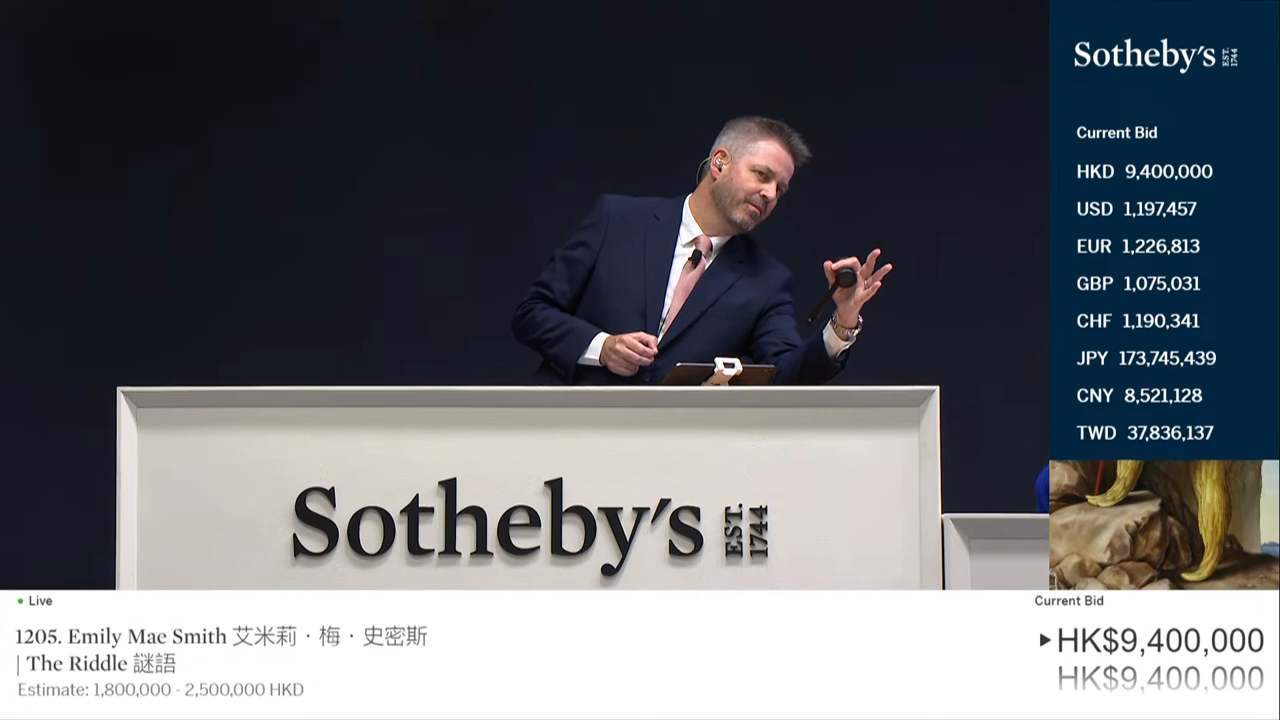 Sotheby's EST. 1744
Current Bid
HKD 9,400,000
USD 1,197,457
EUR 1,226,813
GBP 1,075,031
CHF 1,190,341
JPY 173,745,439
CNY 8,521,128
TWD 37,836,137
Sotheby's EST. 1744
Live
1205. Emily Mae Smith 艾米莉 · 梅 · 史密斯
| The Riddle 謎語
Estimate: 1,800,000 - 2,500,000 HKD
Current Bid
HK$9,400,000
HK$9,400,000